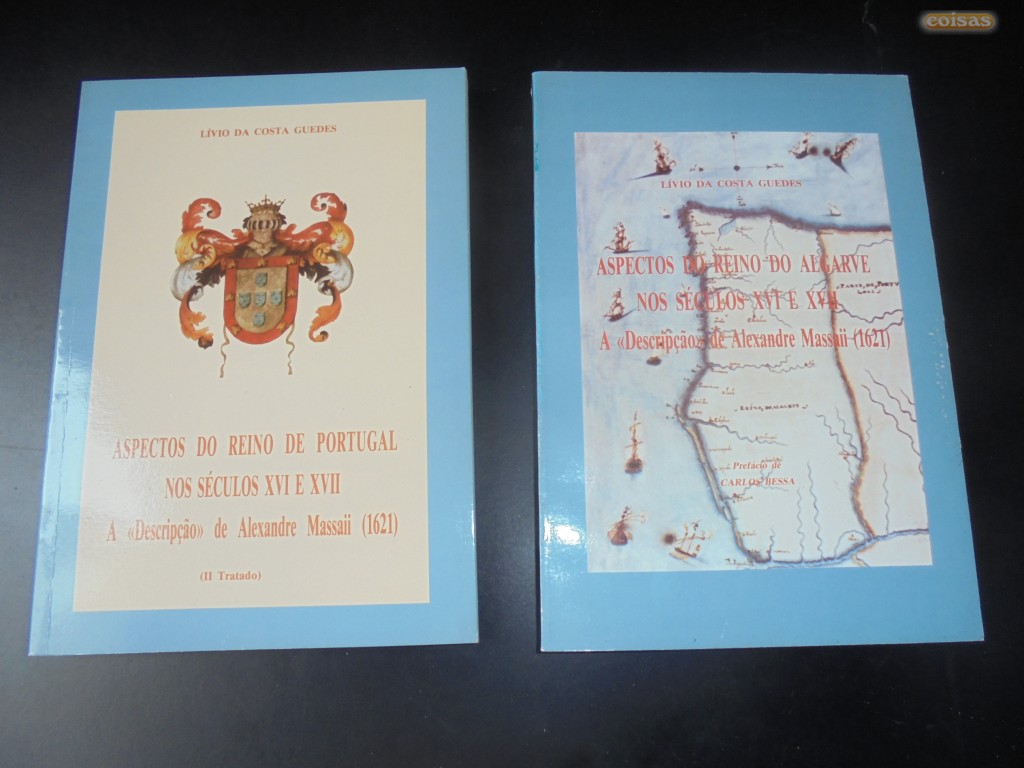 coisas
LÍVIO DA COSTA GUEDES
ASPECTOS DO REINO DE PORTUGAL
NOS SÉCULOS XVI E XVII
A «Descripção» de Alexandre Massaii (1621)
(II Tratado)
LÍVIO DA COSTA GUEDES
ASPECTOS DO REINO DO ALGARVE
NOS SÉCULOS XVI E XVII
A «Descripção» de Alexandre Massaii (1621)
Prefácio de
CARLOS BESSA